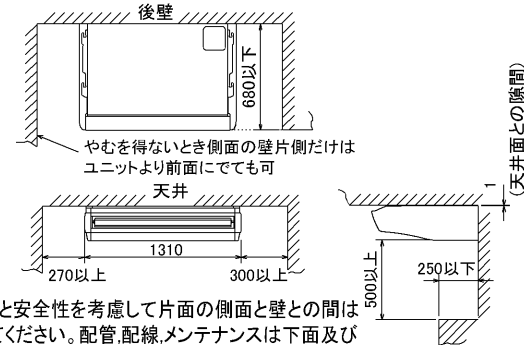 後壁
680以下
やむを得ないとき側面の壁片側だけは
ユニットより前面にでても可
天井
1310
270以上
300以上
1
(天井面との隙間)
500以上
250以下
と安全性を考慮して片面の側面と壁との間は
てください。配管,配線,メンテナンスは下面及び